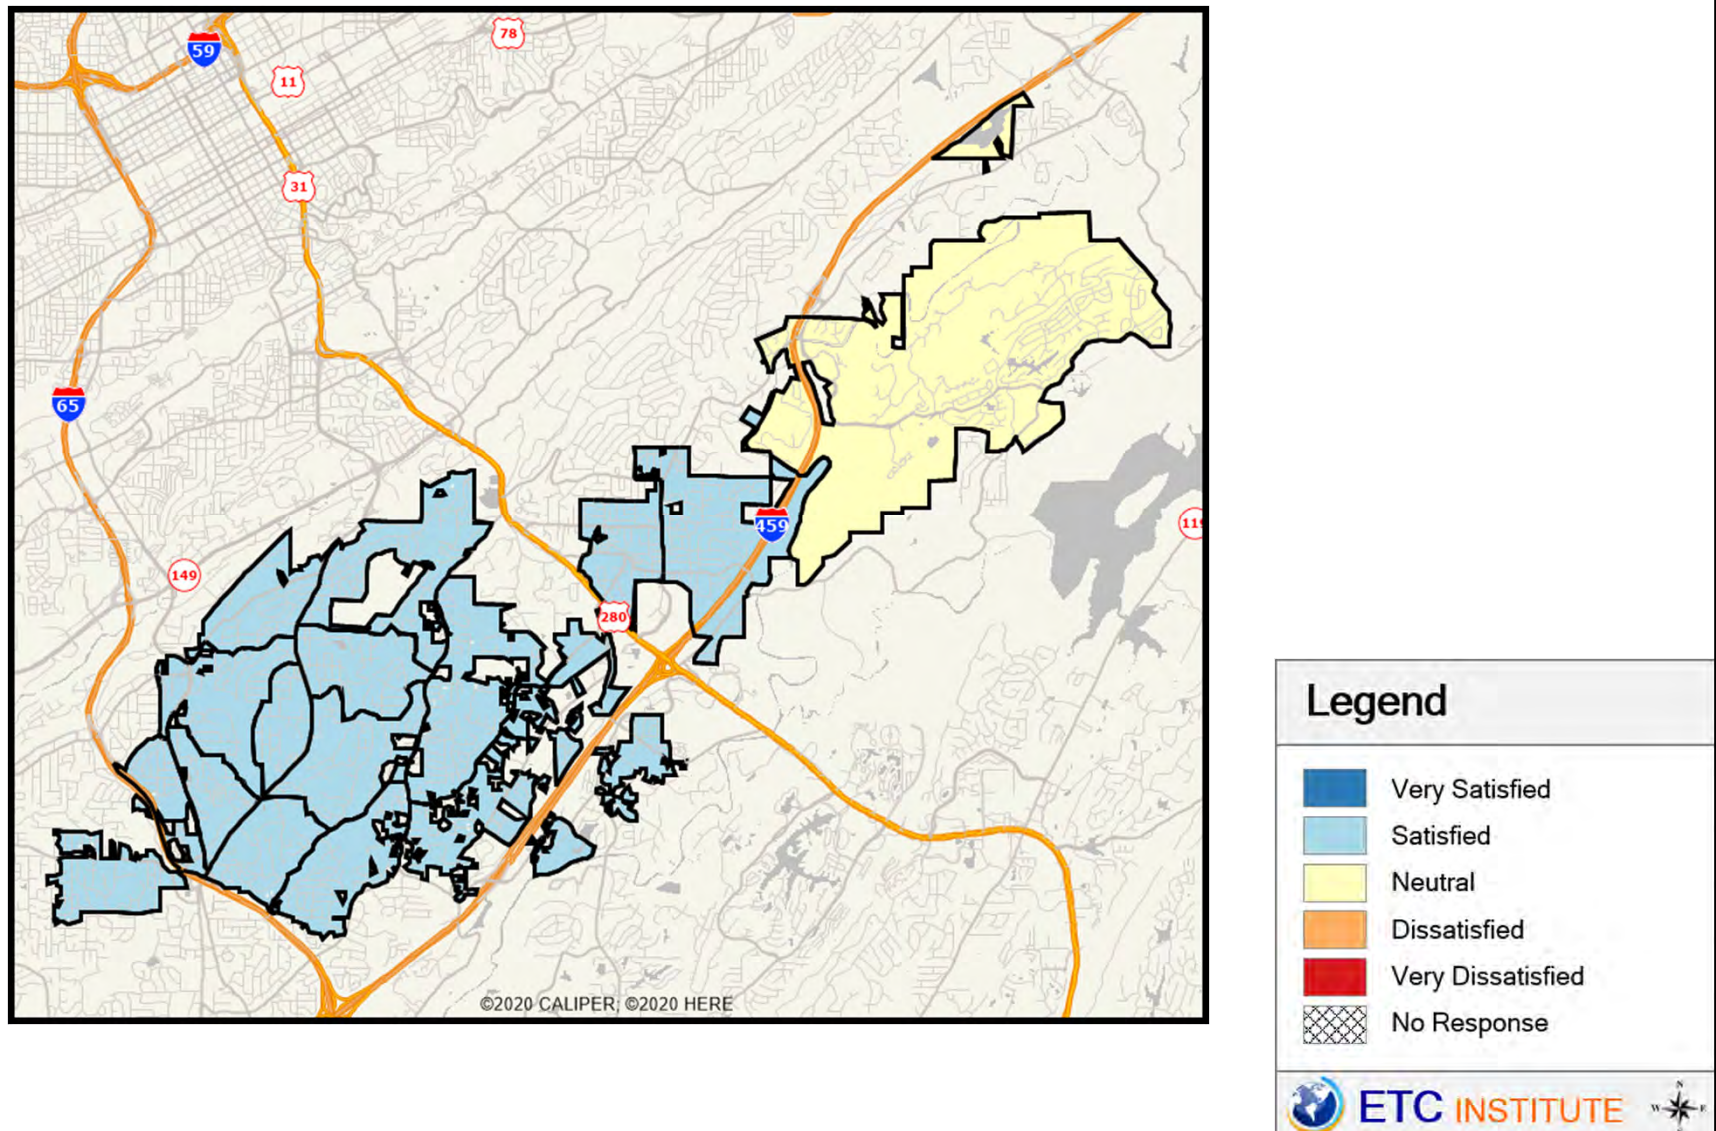 59
78
11
31
65
119
459
149
280
©2020 CALIPER; ©2020 HERE
Legend
Very Satisfied
Satisfied
Neutral
Dissatisfied
Very Dissatisfied
No Response
ETC INSTITUTE
N
W E